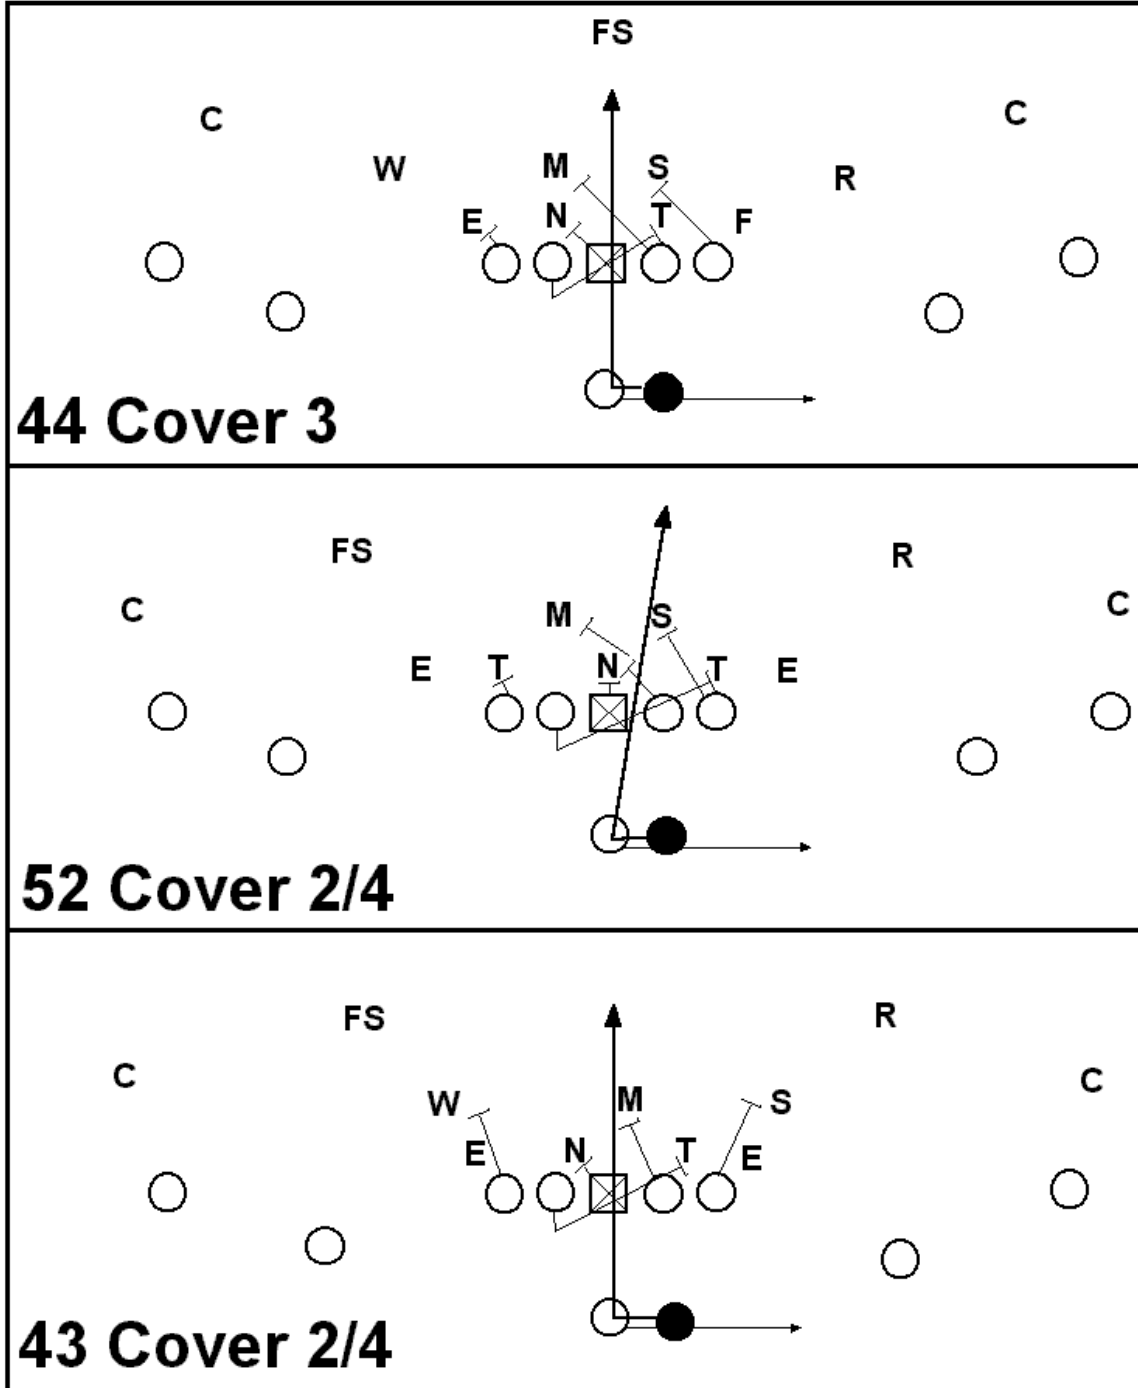 FS
C C
W M S R
E N T F
44 Cover 3
FS R
C M S C
E T N T E
52 Cover 2/4
FS R
C W M S C
E N T E
43 Cover 2/4